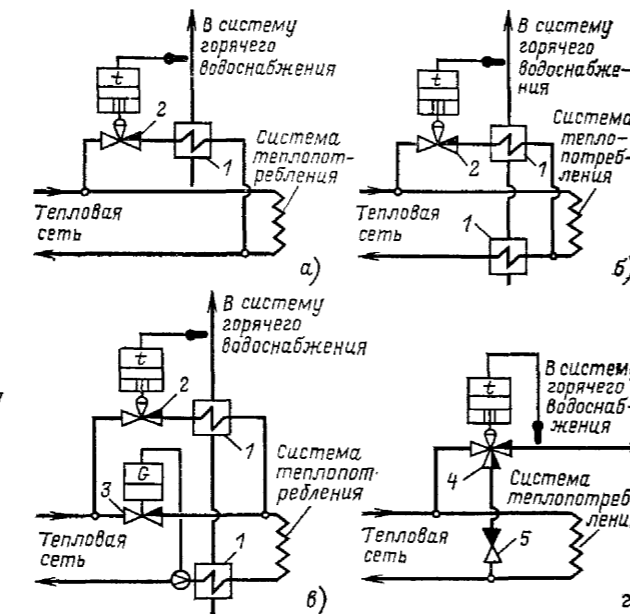 В систему
горячего
водоснабжения
t
2
1
Система
теплопот-
ребления
Тепловая
сеть
а)
В систему
горячего
водоснабже-
ния
t
2
1
Система
тепло-
потреб-
ления
Тепловая
сеть
1
б)
В систему
горячего
водоснабжения
t
2
1
G
3
Система
теплопот-
ребления
Тепловая
сеть
1
в)
В систем
горячего
водоснаб-
жения
t
4
Система
теплопотреб-
лени
Тепловая
сеть
5
г